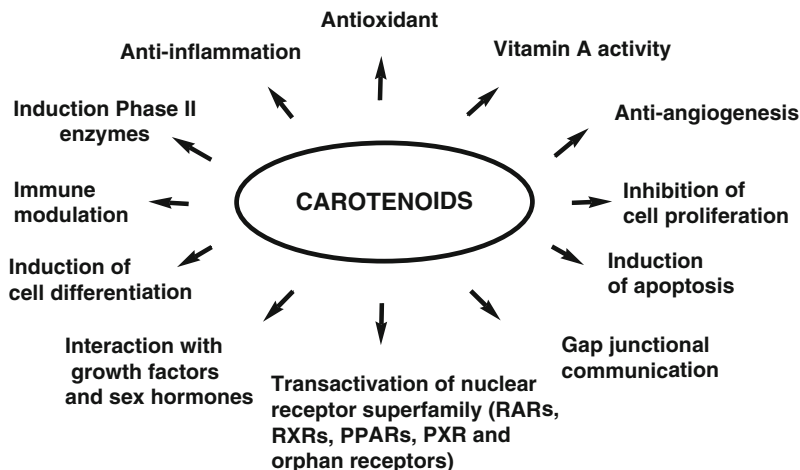 Antioxidant
Anti-inflammation
Vitamin A activity
Induction Phase II
enzymes
Anti-angiogenesis
Immune
modulation
CAROTENOIDS
Inhibition of
cell proliferation
Induction of
cell differentiation
Induction
of apoptosis
Interaction with
growth factors
and sex hormones
Gap junctional
communication
Transactivation of nuclear
receptor superfamily (RARs,
RXRs, PPARs, PXR and
orphan receptors)